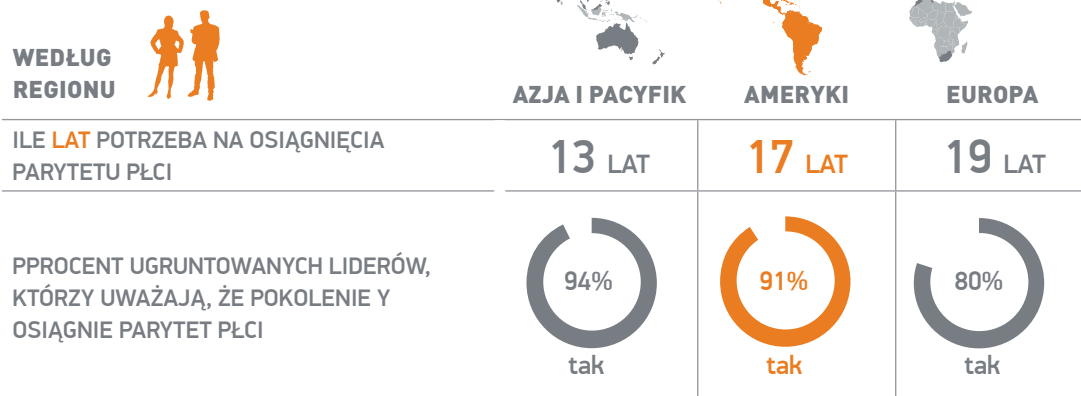 WEDŁUG
REGIONU
AZJA I PACYFIK
AMERYKI
EUROPA
ILE LAT POTRZEBA NA OSIĄGNIĘCIA
PARYTETU PŁCI
13 LAT
17 LAT
19 LAT
PPROCENT UGRUNTOWANYCH LIDERÓW,
KTÓRZY UWAŻAJĄ, ŻE POKOLENIE Y
OSIĄGNIE PARYTET PŁCI
94%
tak
91%
tak
80%
tak